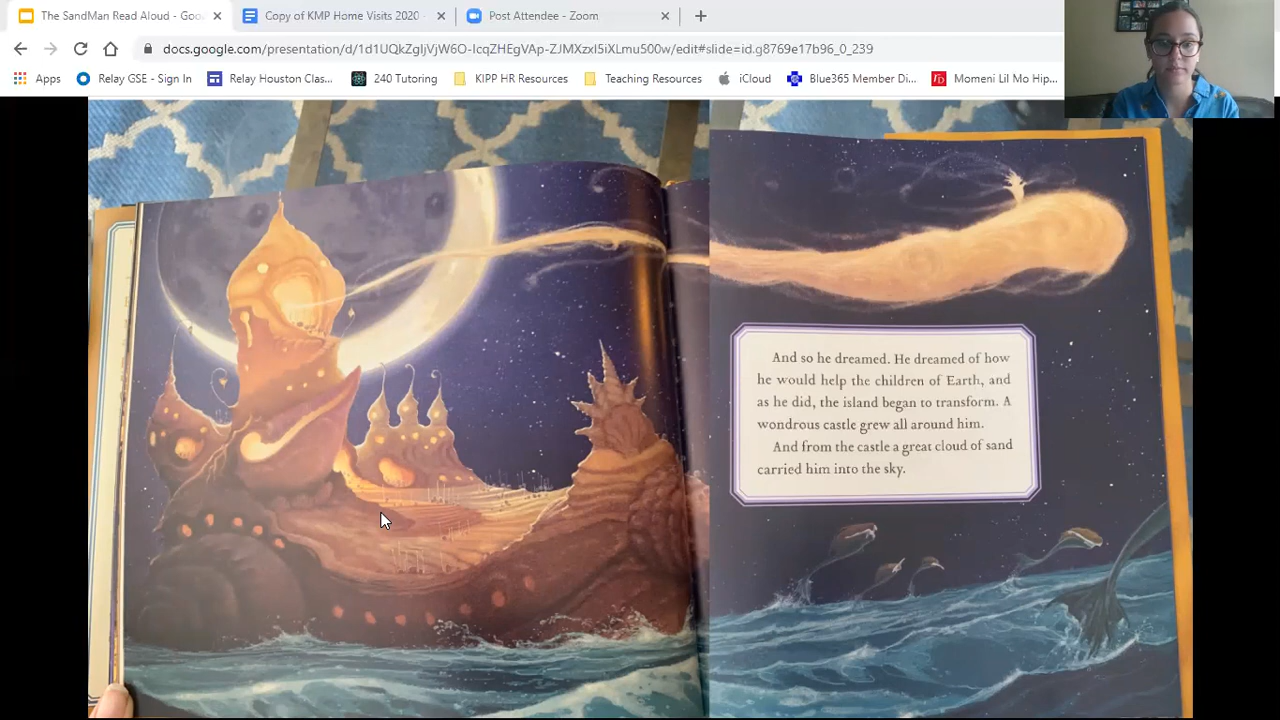 The SandMan Read Aloud - Goo
Copy of KMP Home Visits 2020 -
Post Attendee - Zoom
docs.google.com/presentation/d/1d1UQkZgIjVjW6O-IcqZHEgVAp-ZJMXzxI5iXLmu500w/edit#slide=id.g8769e17b96_0_239
Apps
Relay GSE - Sign In
Relay Houston Clas...
240 Tutoring
KIPP HR Resources
Teaching Resources
iCloud
Blue365 Member Di...
Momeni Lil Mo Hip...
And so he dreamed. He dreamed of how
he would help the children of Earth, and
as he did, the island began to transform. A
wondrous castle grew all around him.
And from the castle a great cloud of sand
carried him into the sky.